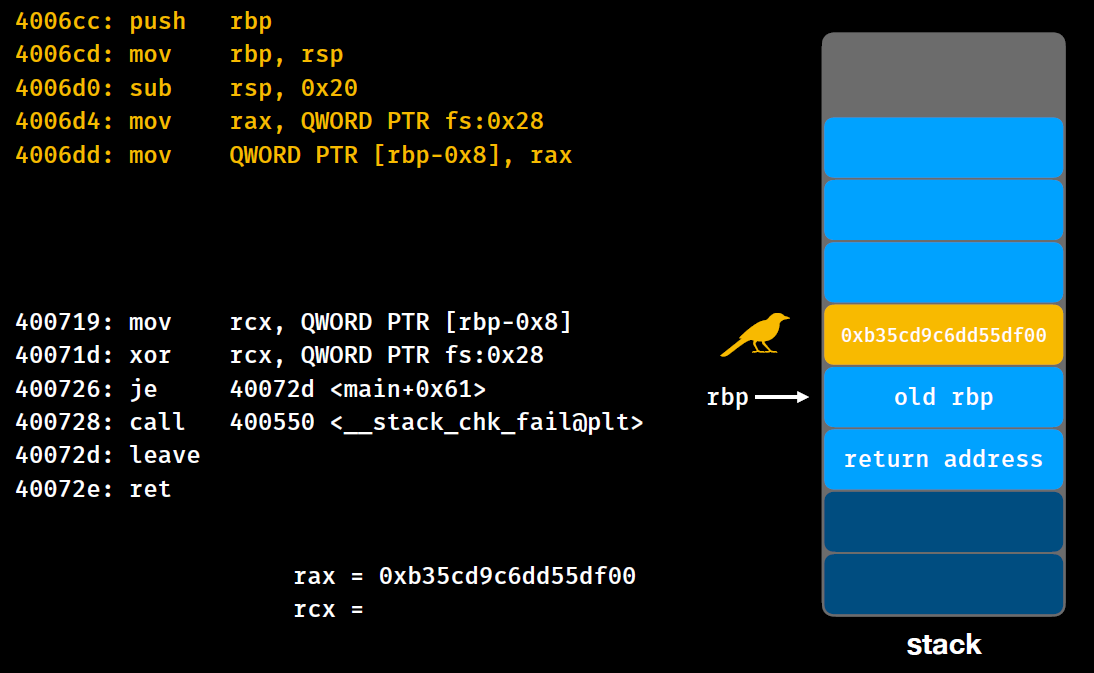 4006cc: push rbp
4006cd: mov rbp, rsp
4006d0: sub rsp, 0x20
4006d4: mov rax, QWORD PTR fs:0x28
4006dd: mov QWORD PTR [rbp-0x8], rax
400719: mov rcx, QWORD PTR [rbp-0x8]
40071d: xor rcx, QWORD PTR fs:0x28
400726: je 40072d <main+0x61>
400728: call 400550 <__stack_chk_fail@plt>
40072d: leave
40072e: ret
rax = 0xb35cd9c6dd55df00
rcx =
0xb35cd9c6dd55df00
rbp
old rbp
return address
stack